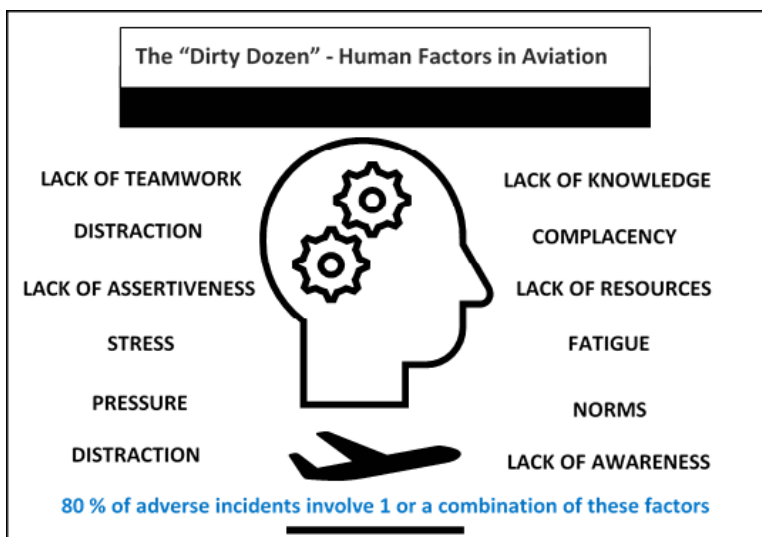 The “Dirty Dozen” - Human Factors in Aviation
LACK OF TEAMWORK
DISTRACTION
LACK OF ASSERTIVENESS
STRESS
PRESSURE
DISTRACTION
LACK OF KNOWLEDGE
COMPLACENCY
LACK OF RESOURCES
FATIGUE
NORMS
LACK OF AWARENESS
80 % of adverse incidents involve 1 or a combination of these factors